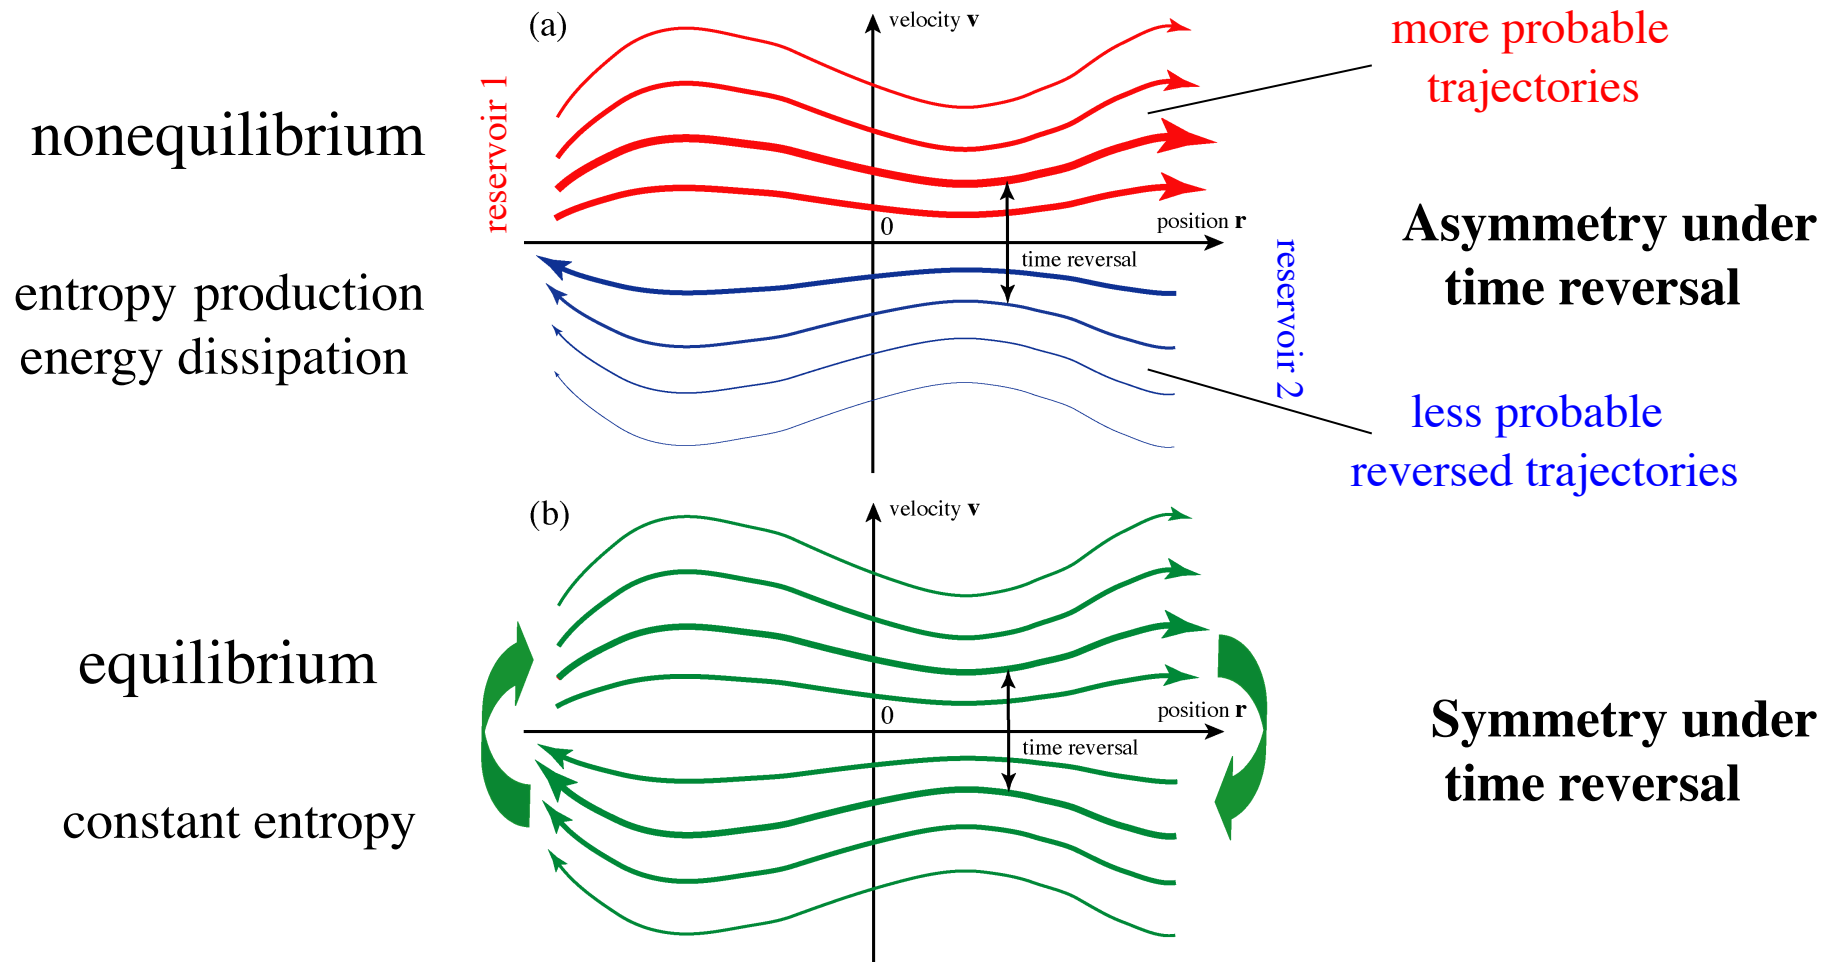 (a)
velocity v
more probable
trajectories
reservoir 1
nonequilibrium
0
position r
Asymmetry under
time reversal
time reversal
reservoir 2
entropy production
energy dissipation
less probable
reversed trajectories
(b)
velocity v
equilibrium
0
position r
Symmetry under
time reversal
time reversal
constant entropy